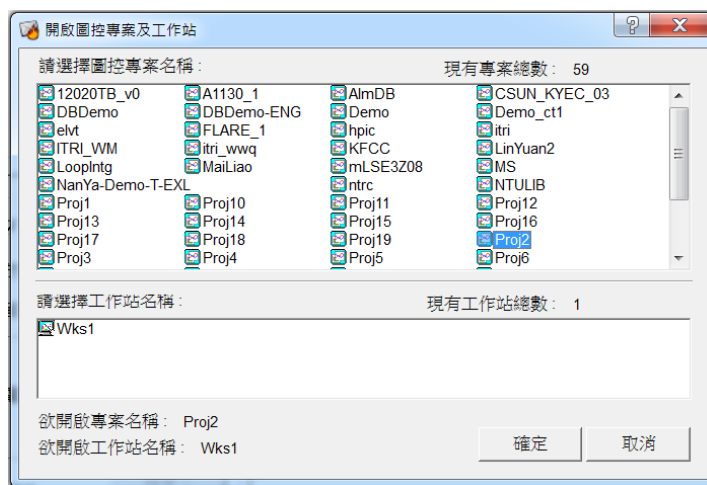 開啟圖控專案及工作站
請選擇圖控專案名稱: 現有專案總數: 59
12020TB_v0 A1130_1 AlmDB CSUN_KYEC_03
DBDemo DBDemo-ENG Demo Demo_ct1
elvt FLARE_1 hpic itri
ITRI_WM itri_wwq KFCC LinYuan2
LoopIntg MaiLiao mLSE3Z08 MS
NanYa-Demo-T-EXL ntrc NTULIB
Proj1 Proj10 Proj11 Proj12
Proj13 Proj14 Proj15 Proj16
Proj17 Proj18 Proj19 Proj2
Proj3 Proj4 Proj5 Proj6
請選擇工作站名稱: 現有工作站總數: 1
Wks1
欲開啟專案名稱: Proj2
欲開啟工作站名稱: Wks1
確定 取消